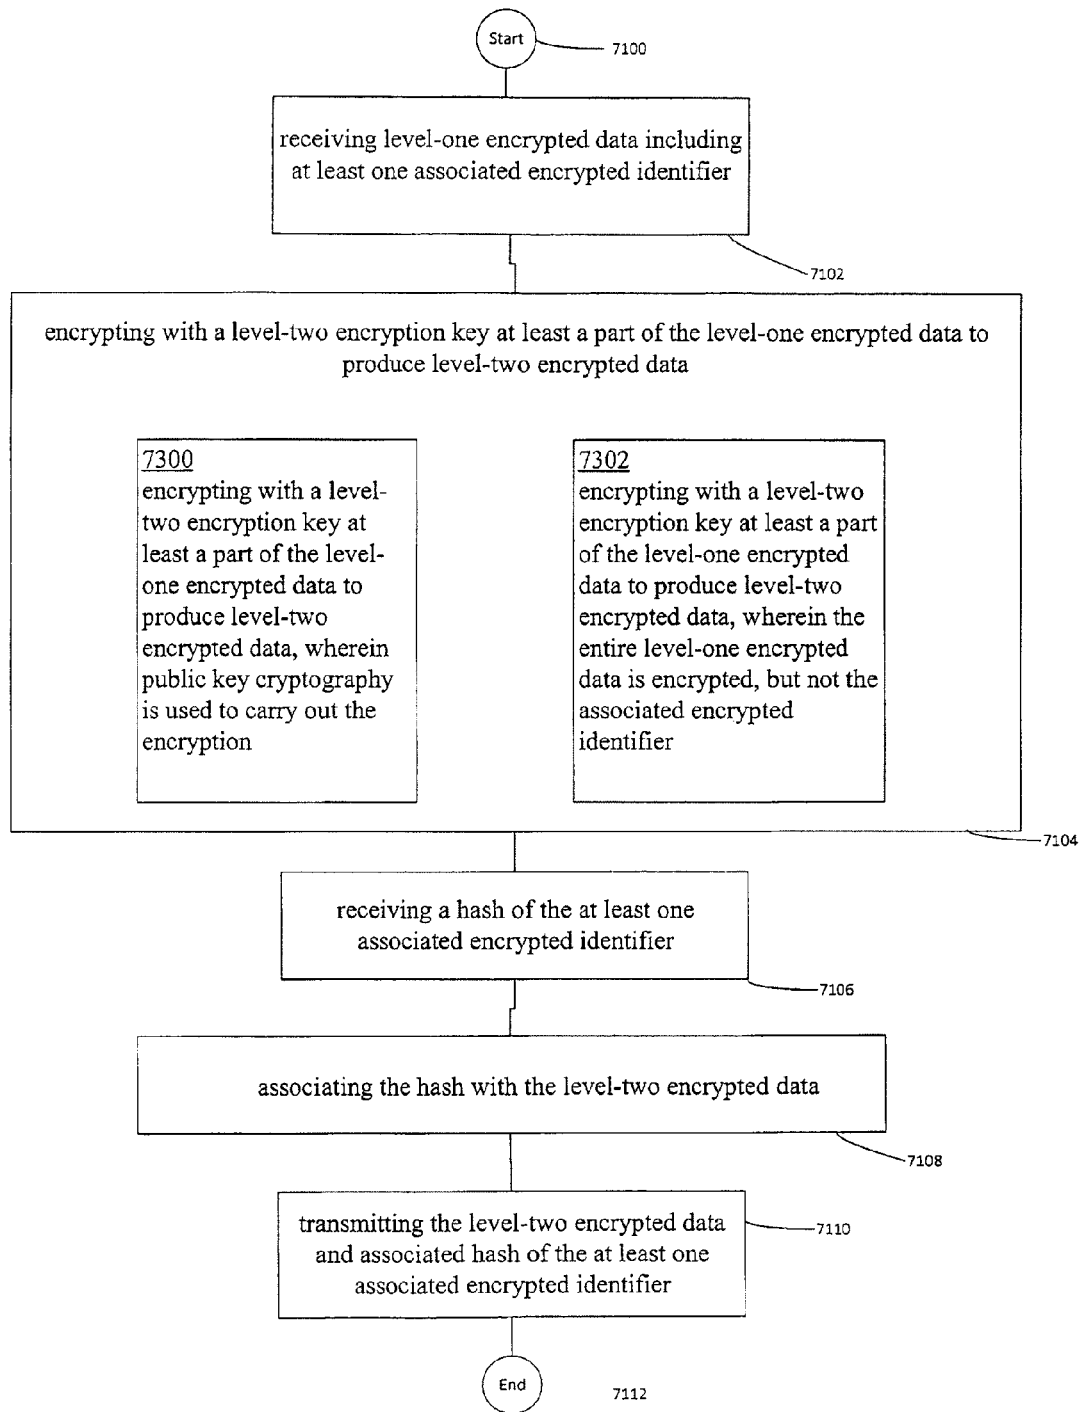 Start
7100
receiving level-one encrypted data including
at least one associated encrypted identifier
7102
encrypting with a level-two encryption key at least a part of the level-one encrypted data to
produce level-two encrypted data
7300
encrypting with a level-
two encryption key at
least a part of the level-
one encrypted data to
produce level-two
encrypted data, wherein
public key cryptography
is used to carry out the
encryption
7302
encrypting with a level-two
encryption key at least a part
of the level-one encrypted
data to produce level-two
encrypted data, wherein the
entire level-one encrypted
data is encrypted, but not the
associated encrypted
identifier
7104
receiving a hash of the at least one
associated encrypted identifier
7106
associating the hash with the level-two encrypted data
7108
transmitting the level-two encrypted data
and associated hash of the at least one
associated encrypted identifier
7110
End
7112